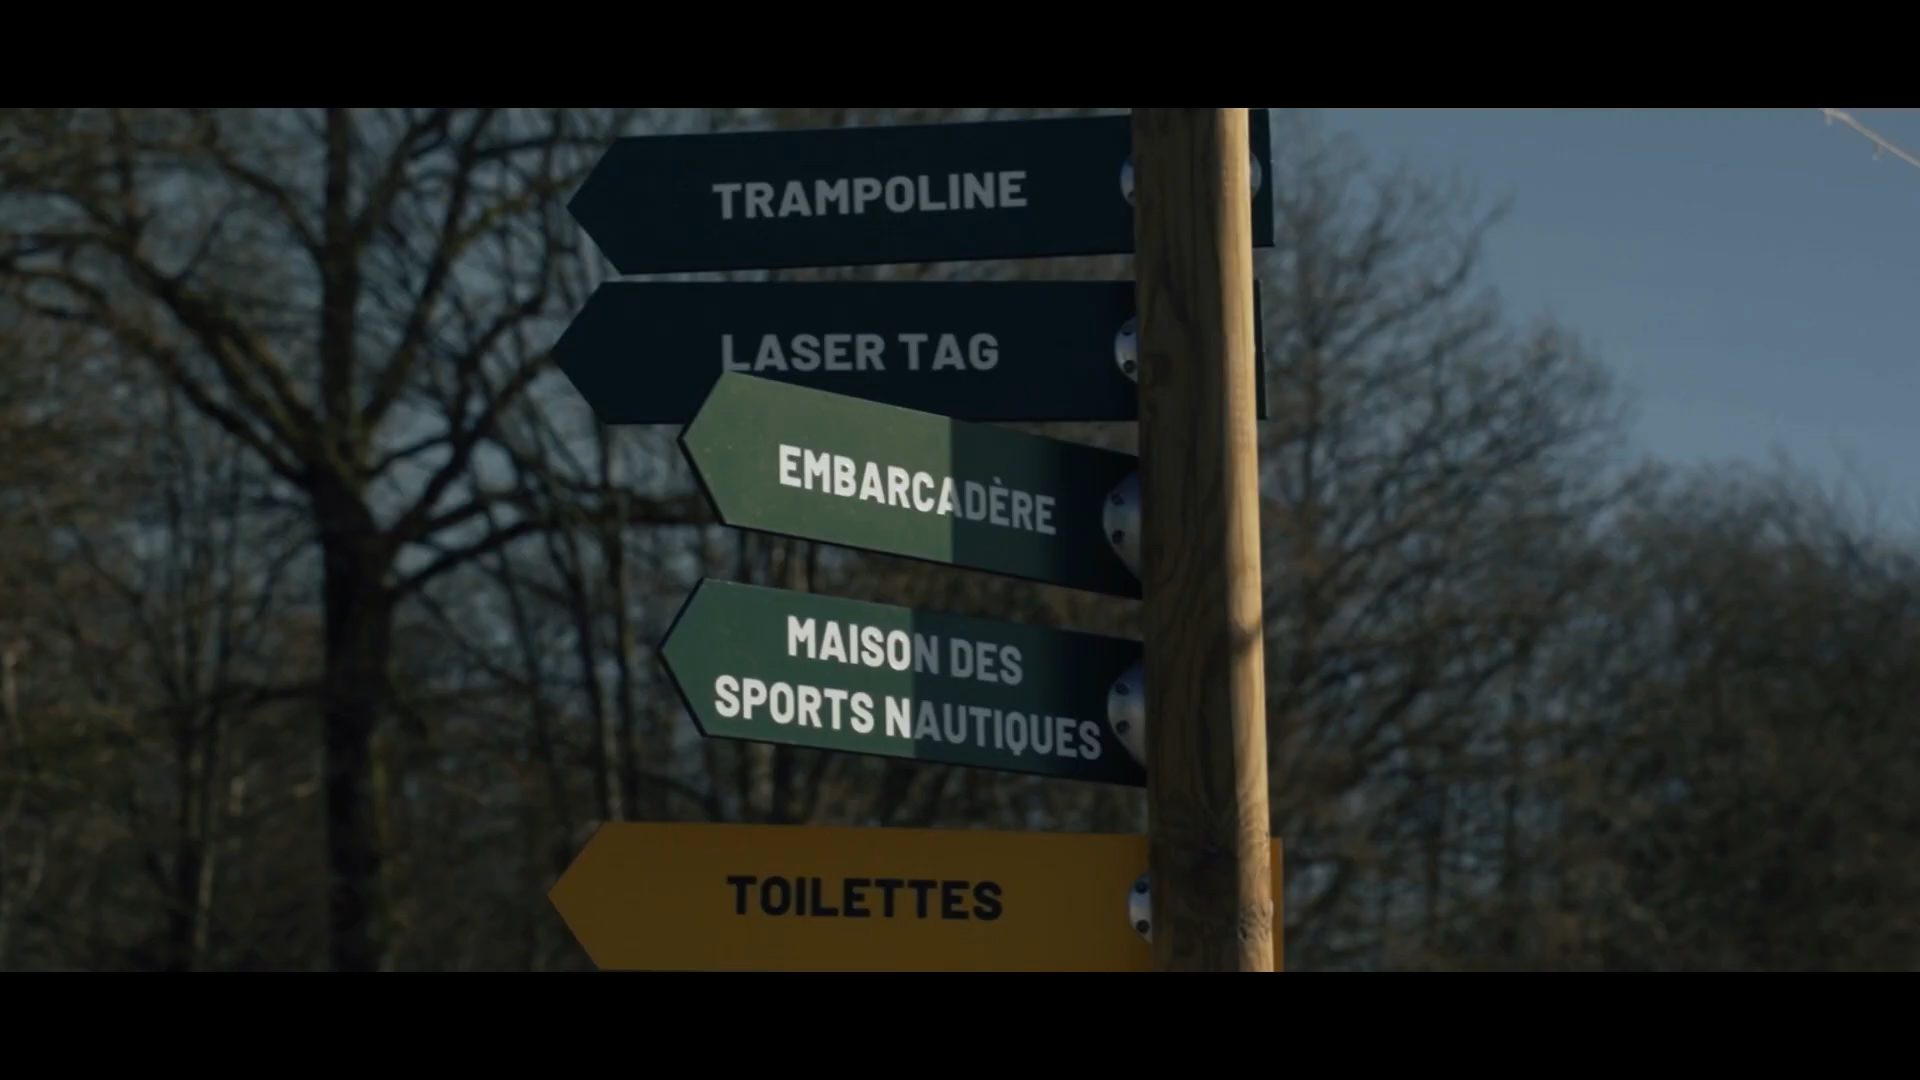 TRAMPOLINE
LASER TAG
EMBARCADÈRE
MAISON DES
SPORTS NAUTIQUES
TOILETTES